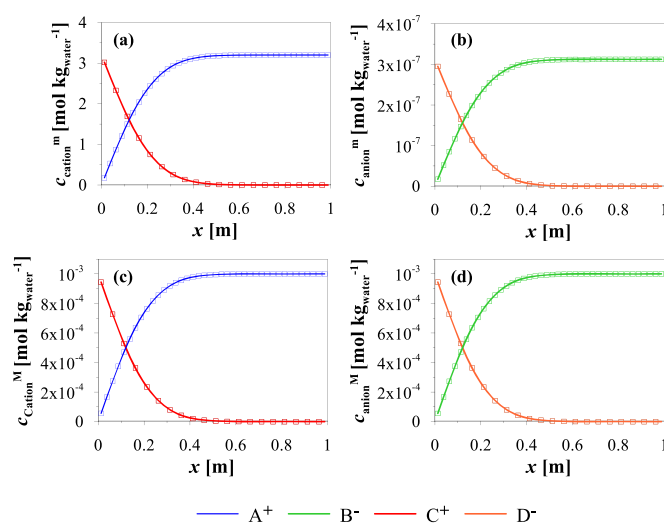 c_cation^m [mol kg_water^-1]
4
3
2
1
0
(a)
0 0.2 0.4 0.6 0.8 1
x [m]
c_anion^m [mol kg_water^-1]
4x10^-7
3x10^-7
10^-7
0
(b)
0 0.2 0.4 0.6 0.8 1
x [m]
c_Cation^M [mol kg_water^-1]
10^-3
8x10^-4
6x10^-4
4x10^-4
2x10^-4
0
(c)
0 0.2 0.4 0.6 0.8 1
x [m]
c_anion^M [mol kg_water^-1]
10^-3
8x10^-4
6x10^-4
4x10^-4
2x10^-4
0
(d)
0 0.2 0.4 0.6 0.8 1
x [m]
A^+ B^- C^+ D^-